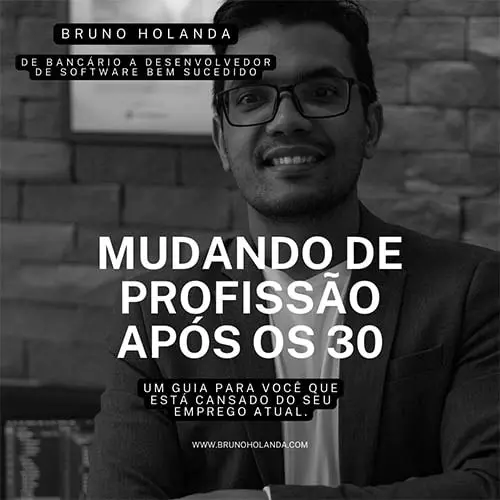 BRUNO HOLANDA
DE BANCÁRIO A DESENVOLVEDOR
DE SOFTWARE BEM SUCEDIDO
MUDANDO DE
PROFISSÃO
APÓS OS 30
UM GUIA PARA VOCÊ QUE
ESTÁ CANSADO DO SEU
EMPREGO ATUAL.
WWW.BRUNOHOLANDA.COM